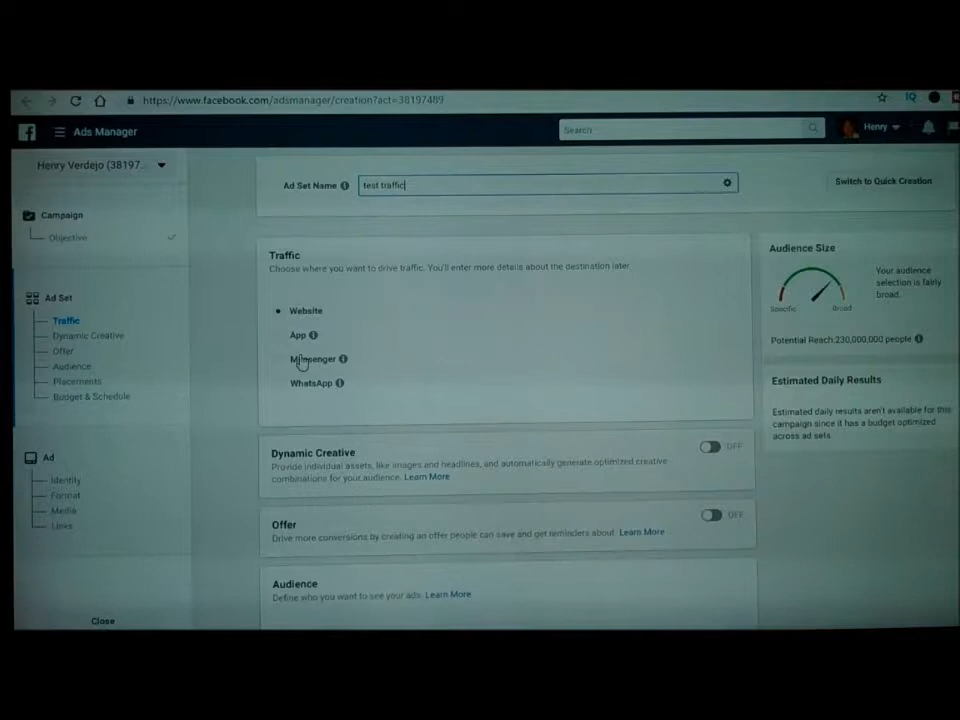 https://www.facebook.com/adsmanager/creation?act=38197489
IQ
Ads Manager
Search
Henry
Henry Verdejo (38197...
Ad Set Name
test traffic
Switch to Quick Creation
Campaign
Objective
Ad Set
Traffic
Dynamic Creative
Offer
Audience
Placements
Budget & Schedule
Ad
Identity
Format
Media
Links
Close
Traffic
Choose where you want to drive traffic. You'll enter more details about the destination later.
Website
App
Messenger
WhatsApp
Dynamic Creative
OFF
Provide individual assets, like images and headlines, and automatically generate optimized creative
combinations for your audience. Learn More
Offer
OFF
Drive more conversions by creating an offer people can save and get reminders about. Learn More
Audience
Define who you want to see your ads. Learn More
Audience Size
Your audience
selection is fairly
broad.
Specific
Broad
Potential Reach:230,000,000 people
Estimated Daily Results
Estimated daily results aren't available for this
campaign since it has a budget optimized
across ad sets